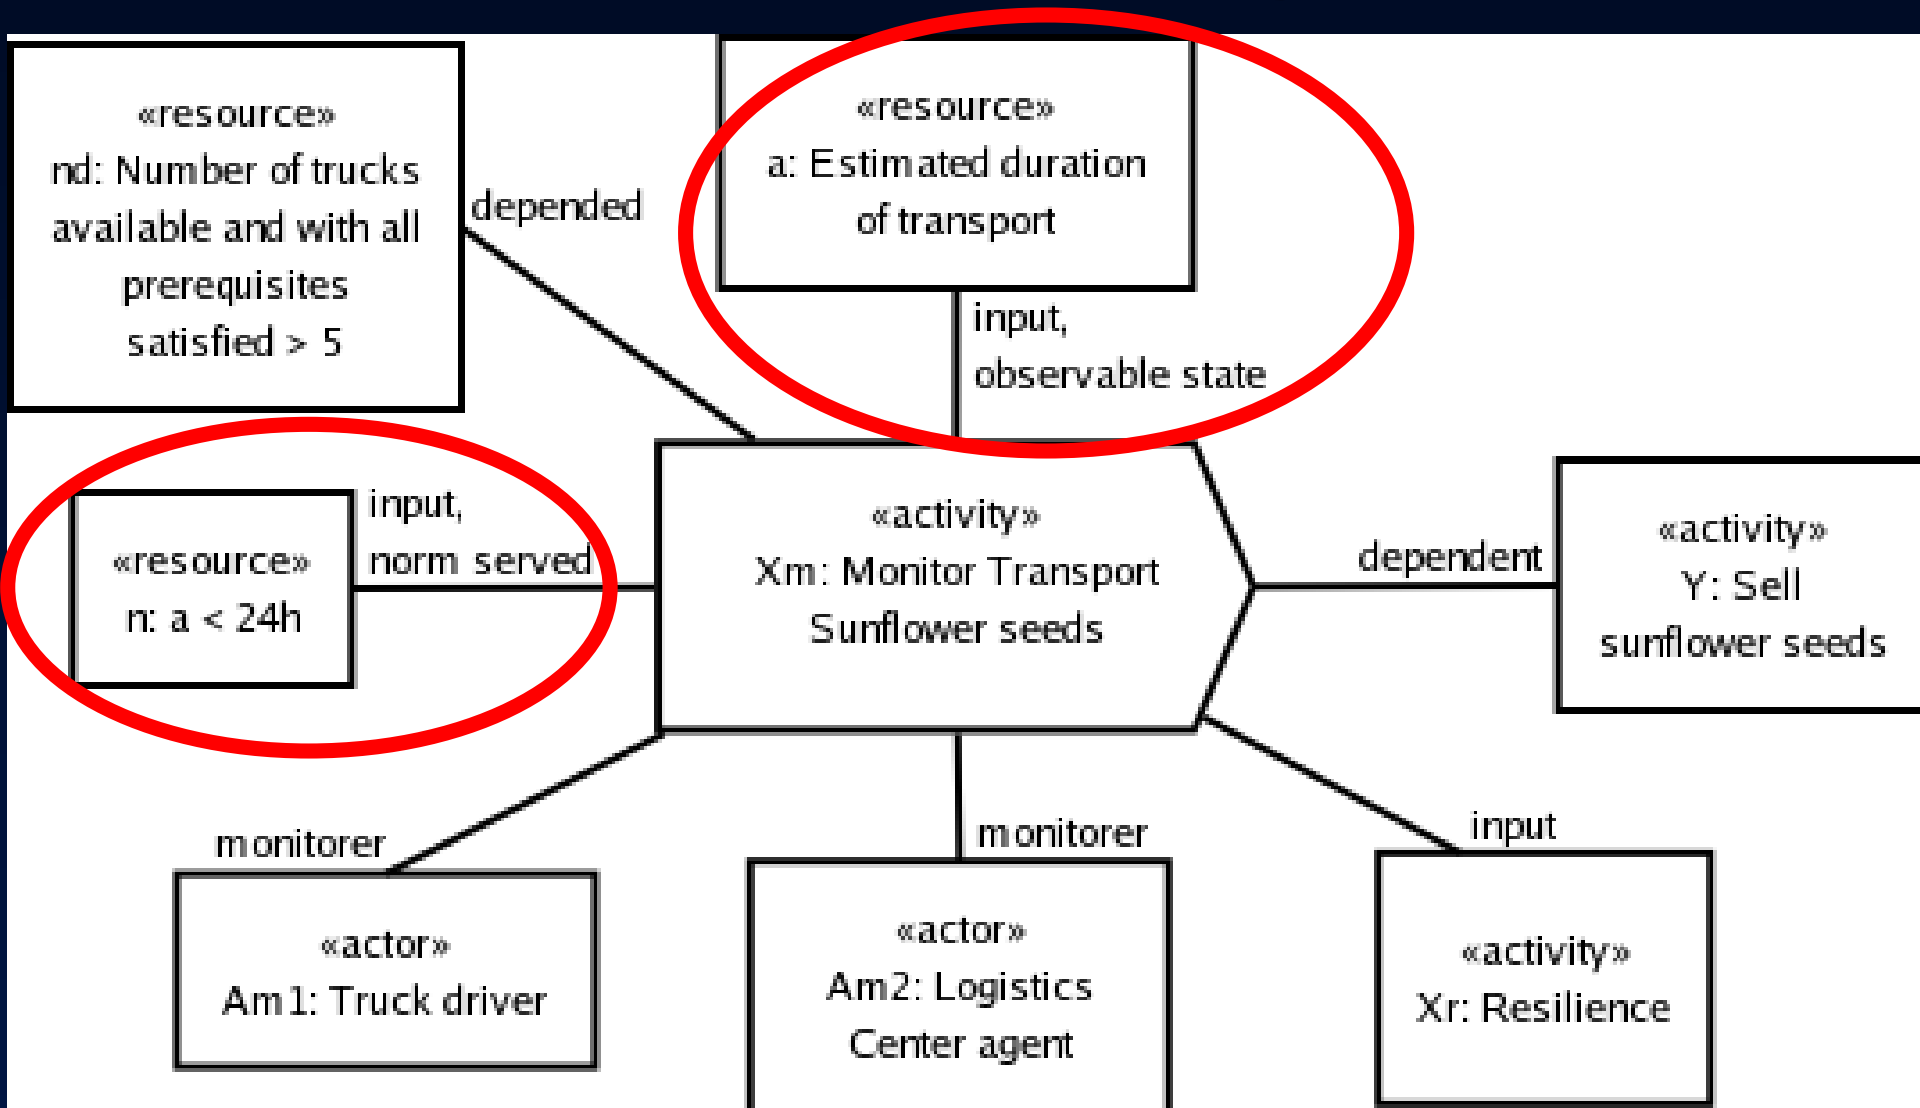 «resource»
nd: Number of trucks
available and with all
prerequisites
satisfied > 5
depended
«resource»
a: Estimated duration
of transport
input,
observable state
«resource»
n: a < 24h
input,
norm served
«activity»
Xm: Monitor Transport
Sunflower seeds
dependent
«activity»
Y: Sell
sunflower seeds
monitorer
«actor»
Am1: Truck driver
monitorer
«actor»
Am2: Logistics
Center agent
input
«activity»
Xr: Resilience